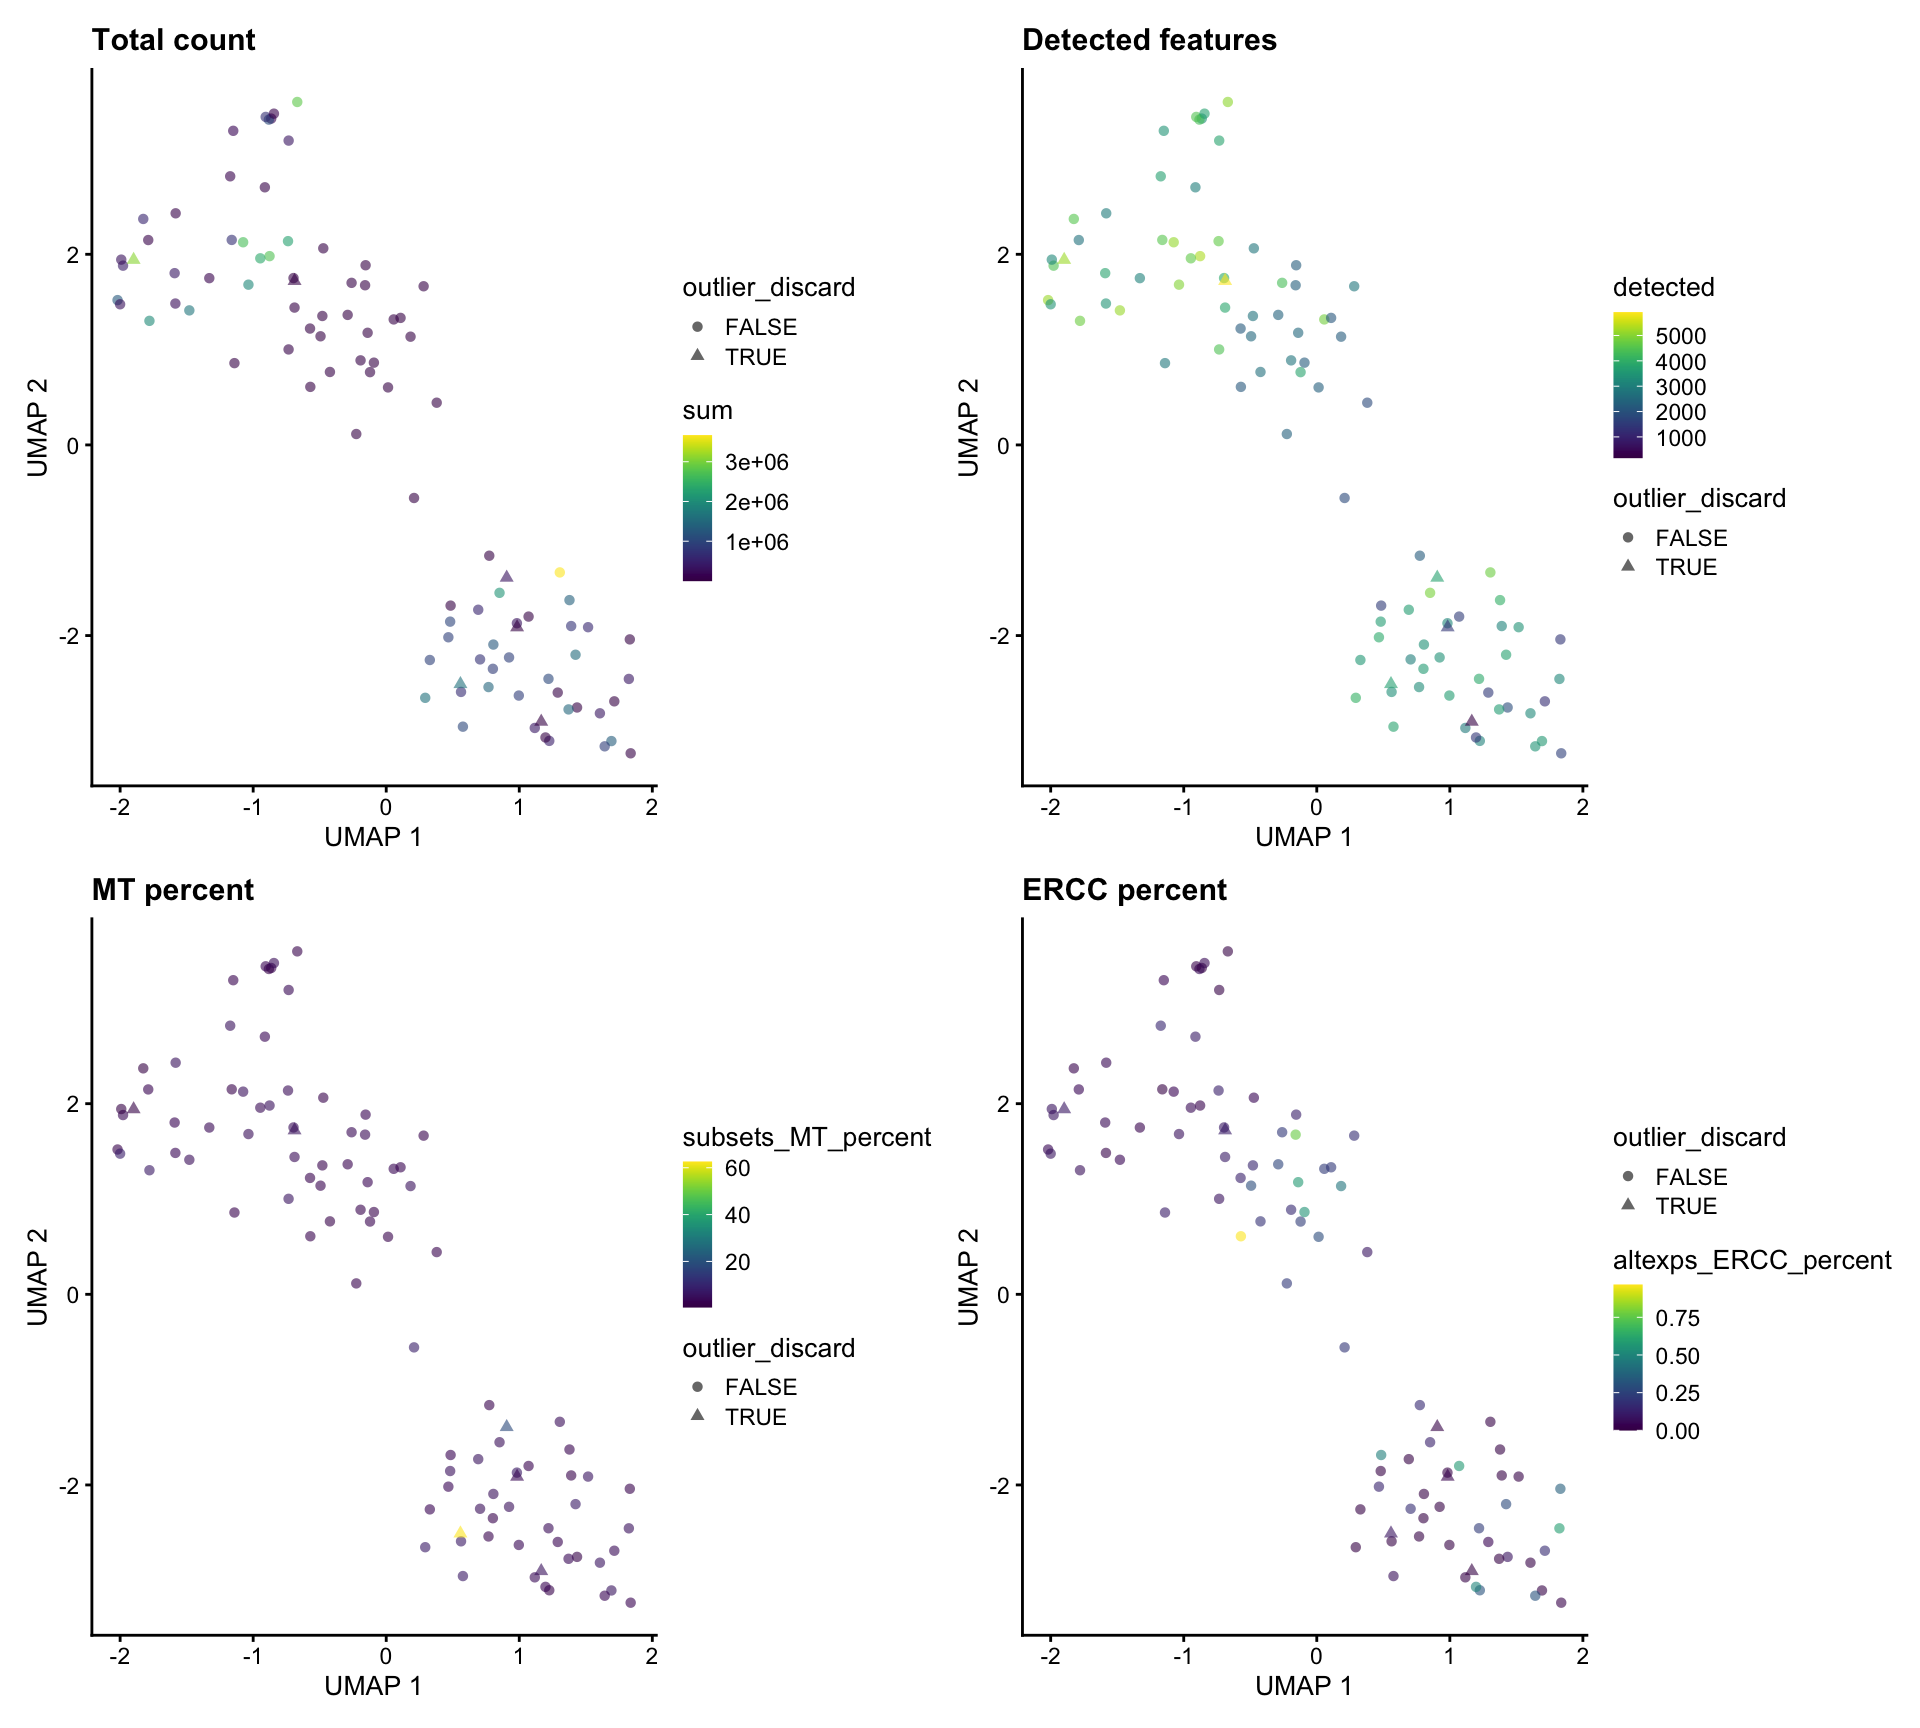 Total count
UMAP 2
2
0
-2
-2
-1
0
1
2
UMAP 1
outlier_discard
FALSE
TRUE
sum
3e+06
2e+06
1e+06
Detected features
UMAP 2
2
0
-2
-2
-1
0
1
2
UMAP 1
detected
5000
4000
3000
2000
1000
outlier_discard
FALSE
TRUE
MT percent
UMAP 2
2
0
-2
-2
-1
0
1
2
UMAP 1
subsets_MT_percent
60
40
20
outlier_discard
FALSE
TRUE
ERCC percent
UMAP 2
2
0
-2
-2
-1
0
1
2
UMAP 1
outlier_discard
FALSE
TRUE
altexps_ERCC_percent
0.75
0.50
0.25
0.00